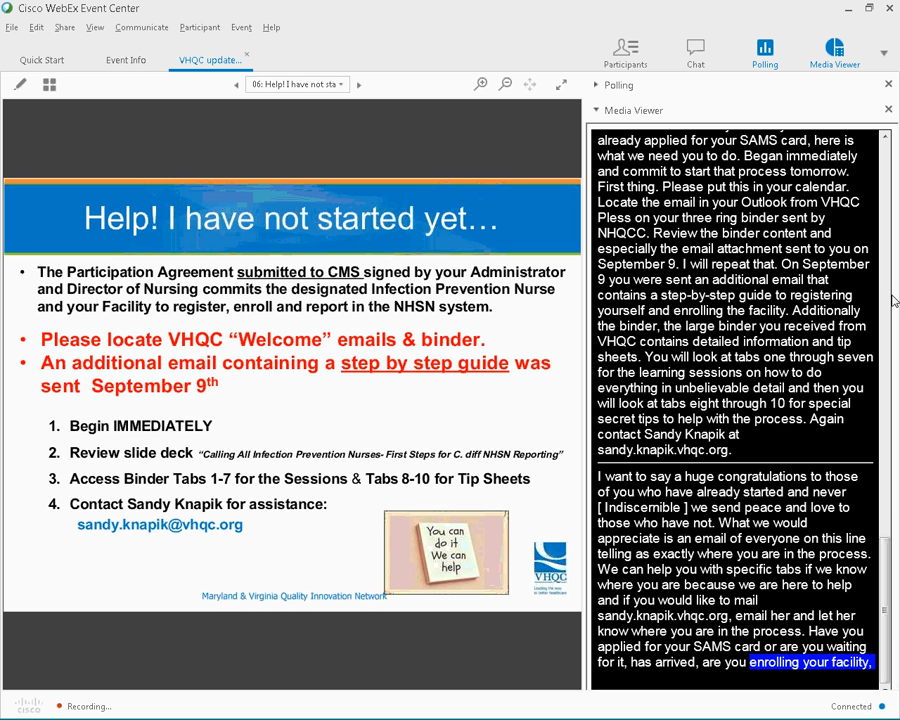 Cisco WebEx Event Center
File Edit Share View Communicate Participant Event Help
Quick Start Event Info VHQC update... Participants Chat Polling Media Viewer
06: Help! I have not sta
Polling
Media Viewer
Help! I have not started yet…
• The Participation Agreement submitted to CMS signed by your Administrator
and Director of Nursing commits the designated Infection Prevention Nurse
and your Facility to register, enroll and report in the NHSN system.
• Please locate VHQC “Welcome” emails & binder.
• An additional email containing a step by step guide was
sent September 9th
1. Begin IMMEDIATELY
2. Review slide deck “Calling All Infection Prevention Nurses- First Steps for C. diff NHSN Reporting”
3. Access Binder Tabs 1-7 for the Sessions & Tabs 8-10 for Tip Sheets
4. Contact Sandy Knapik for assistance:
sandy.knapik@vhqc.org
You can
do it
We can
help
VHQC
Maryland & Virginia Quality Innovation Network
already applied for your SAMS card, here is
what we need you to do. Began immediately
and commit to start that process tomorrow.
First thing. Please put this in your calendar.
Locate the email in your Outlook from VHQC
Pless on your three ring binder sent by
NHQCC. Review the binder content and
especially the email attachment sent to you on
September 9. I will repeat that. On September
9 you were sent an additional email that
contains a step-by-step guide to registering
yourself and enrolling the facility. Additionally
the binder, the large binder you received from
VHQC contains detailed information and tip
sheets. You will look at tabs one through seven
for the learning sessions on how to do
everything in unbelievable detail and then you
will look at tabs eight through 10 for special
secret tips to help with the process. Again
contact Sandy Knapik at
sandy.knapik.vhqc.org.
I want to say a huge congratulations to those
of you who have already started and never
[ Indiscernible ] we send peace and love to
those who have not. What we would
appreciate is an email of everyone on this line
telling as exactly where you are in the process.
We can help you with specific tabs if we know
where you are because we are here to help
and if you would like to mail
sandy.knapik.vhqc.org, email her and let her
know where you are in the process. Have you
applied for your SAMS card or are you waiting
for it, has arrived, are you enrolling your facility,
cisco Recording... Connected